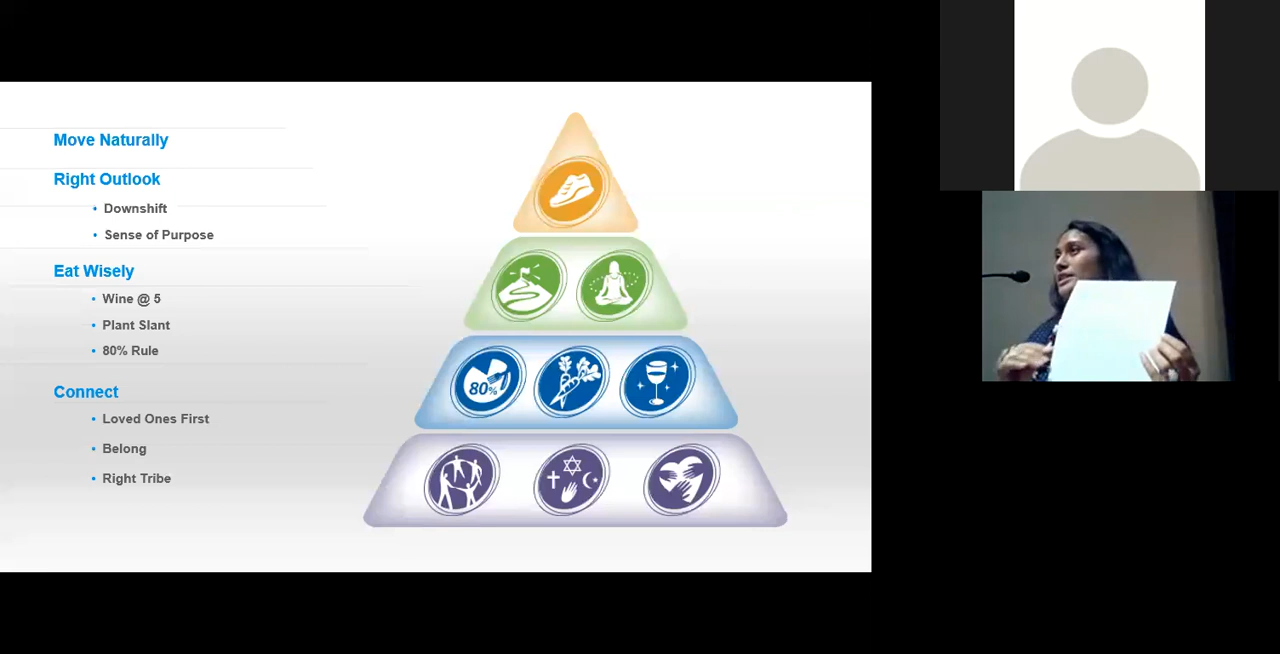 Move Naturally
Right Outlook
• Downshift
• Sense of Purpose
Eat Wisely
• Wine @ 5
• Plant Slant
• 80% Rule
Connect
• Loved Ones First
• Belong
• Right Tribe
80%